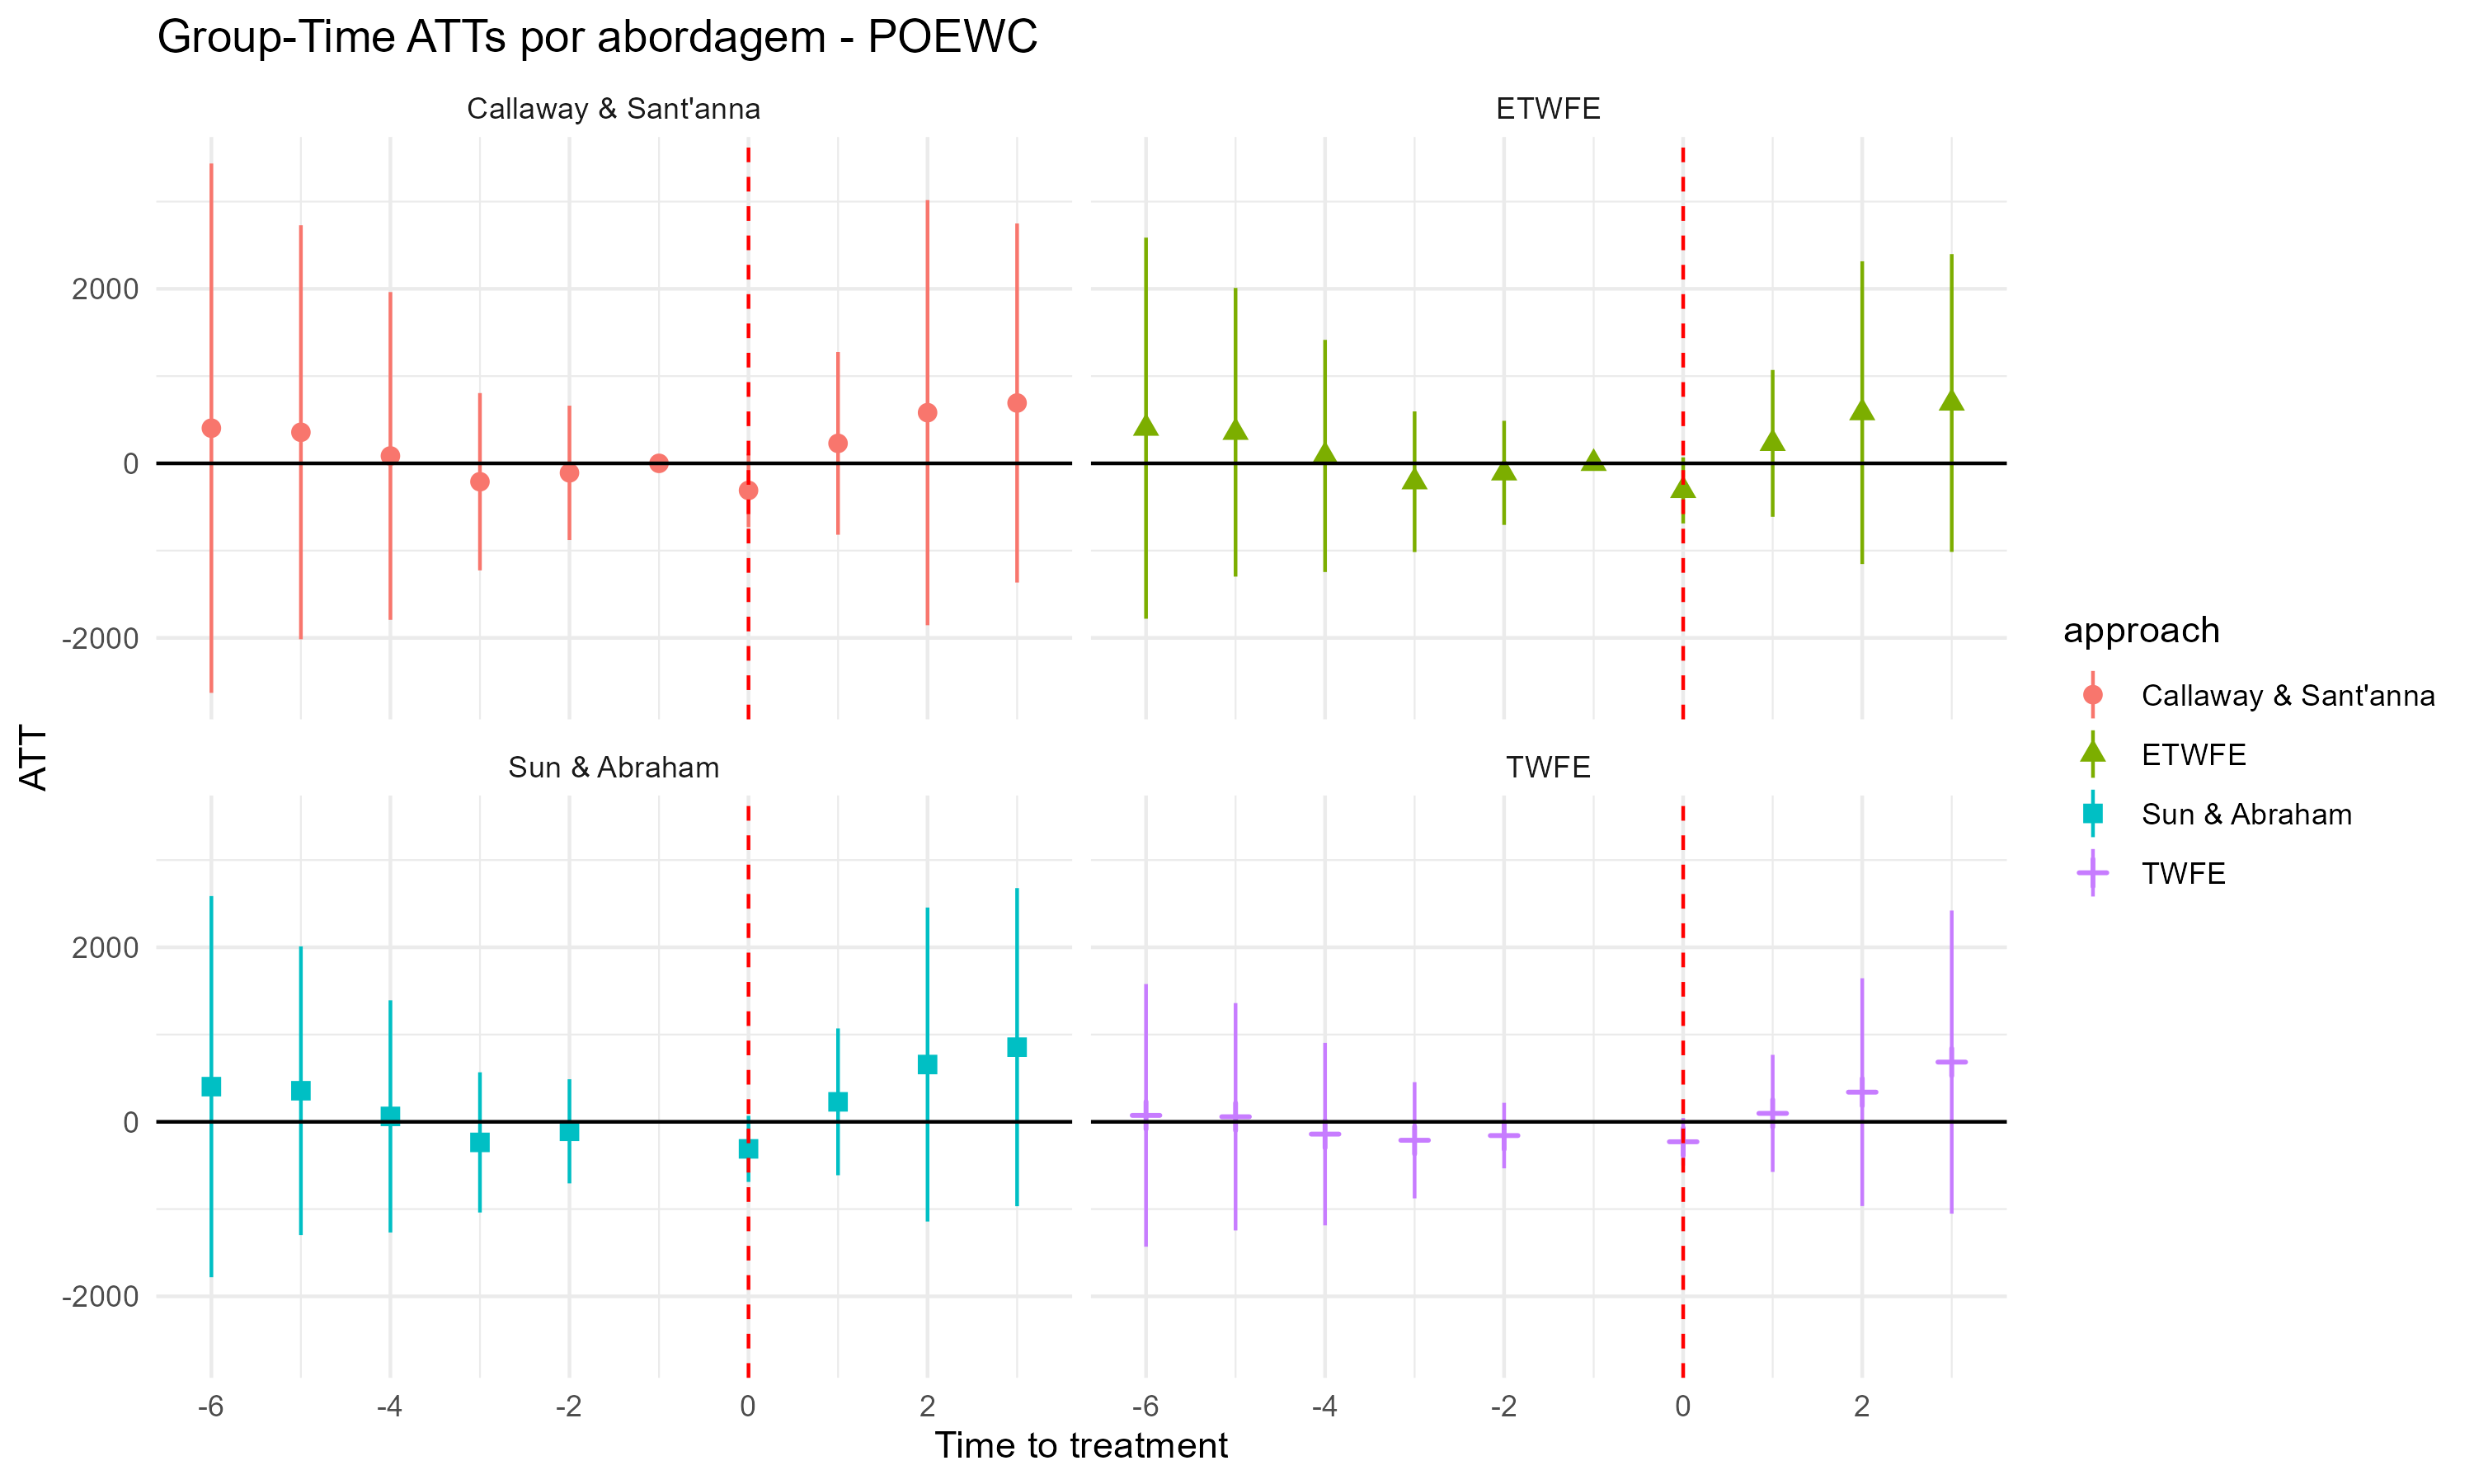 Group-Time ATTs por abordagem - POEWC
Callaway & Sant'anna
ETWFE
2000
0
-2000
Sun & Abraham
TWFE
2000
0
-2000
-6
-4
-2
0
2
-6
-4
-2
0
2
Time to treatment
ATT
approach
Callaway & Sant'anna
ETWFE
Sun & Abraham
TWFE